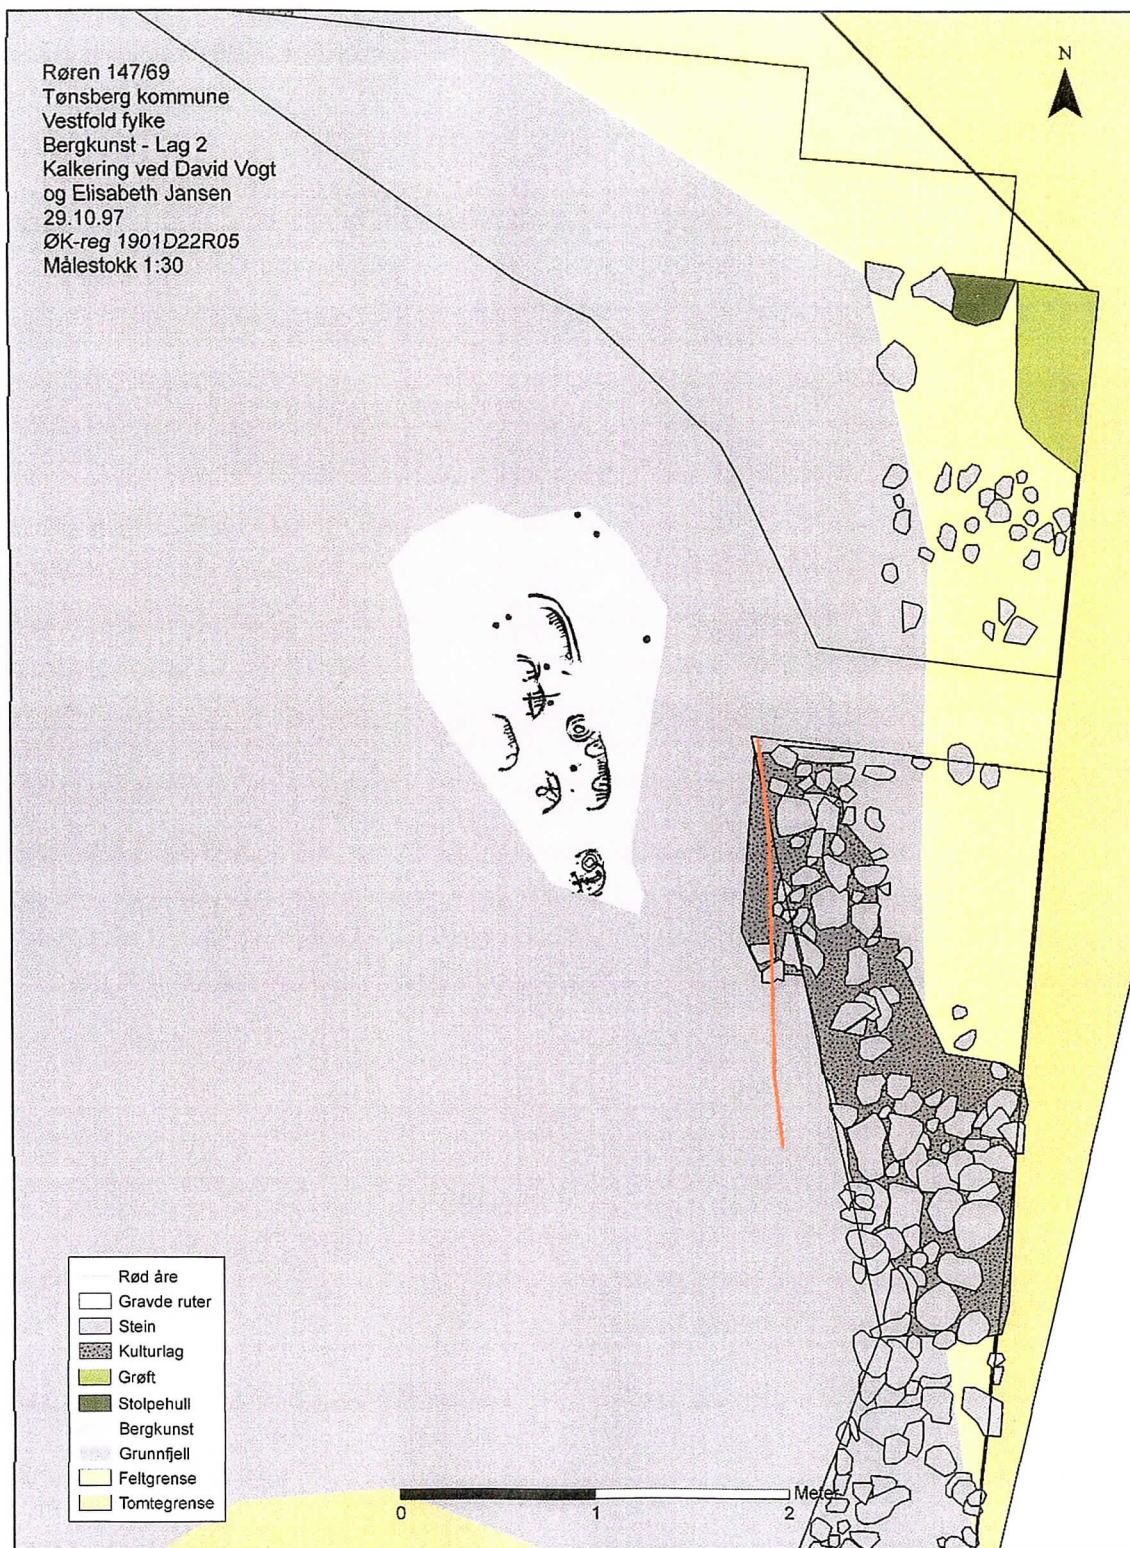 Røren 147/69
Tønsberg kommune
Vestfold fylke
Bergkunst - Lag 2
Kalkering ved David Vogt
og Elisabeth Jansen
29.10.97
ØK-reg 1901D22R05
Målestokk 1:30
N
Rød åre
Gravde ruter
Stein
Kulturlag
Grøft
Stolpehull
Bergkunst
Grunnfjell
Feltgrense
Tomtegrense
Meter
0 1 2